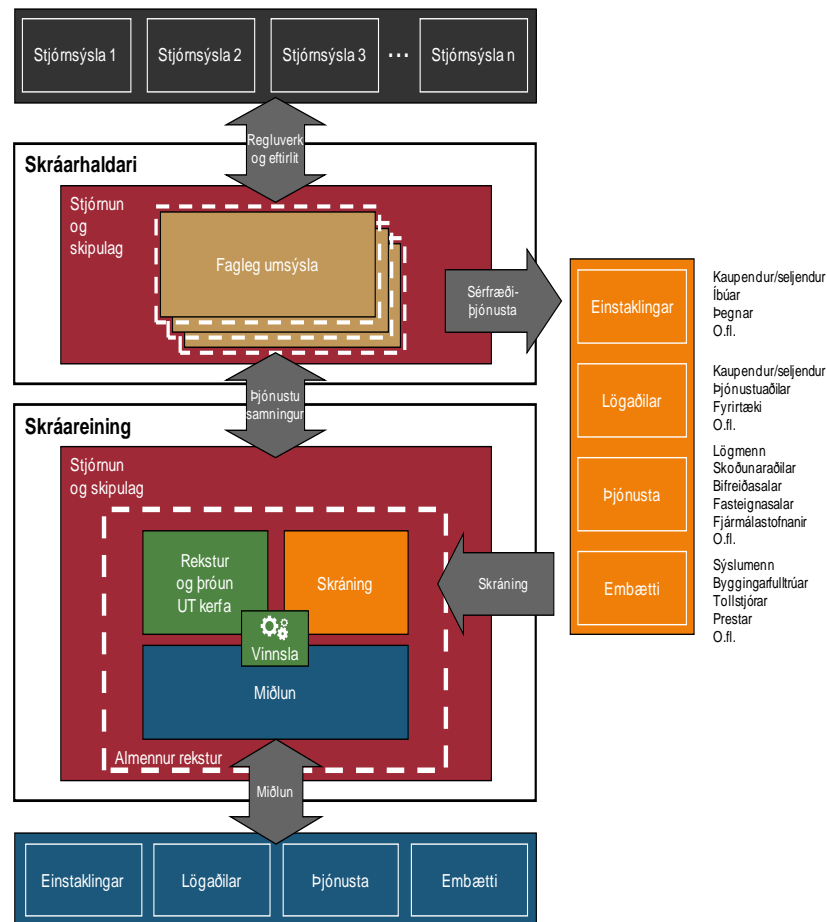 Stjórnsýsla 1
Stjórnsýsla 2
Stjórnsýsla 3
...
Stjórnsýsla n
Regluverk
og eftirlit
Skráarhaldari
Stjórnun
og
skipulag
Fagleg umsýsla
Sérfræði-
þjónusta
Þjónustu
samningur
Einstaklingar
Kaupendur/seljendur
Íbúar
Þegnar
O.fl.
Lögaðilar
Kaupendur/seljendur
Þjónustuaðilar
Fyrirtæki
O.fl.
Þjónusta
Lögmenn
Skoðunaraðilar
Bifreiðasalar
Fasteignasalar
Fjármálastofnanir
O.fl.
Embætti
Sýslumenn
Byggingarfulltrúar
Tollstjórar
Prestar
O.fl.
Skráareining
Stjórnun
og skipulag
Rekstur
og þróun
UT kerfa
Skráning
Skráning
Vinnsla
Miðlun
Almennur rekstur
Miðlun
Einstaklingar
Lögaðilar
Þjónusta
Embætti